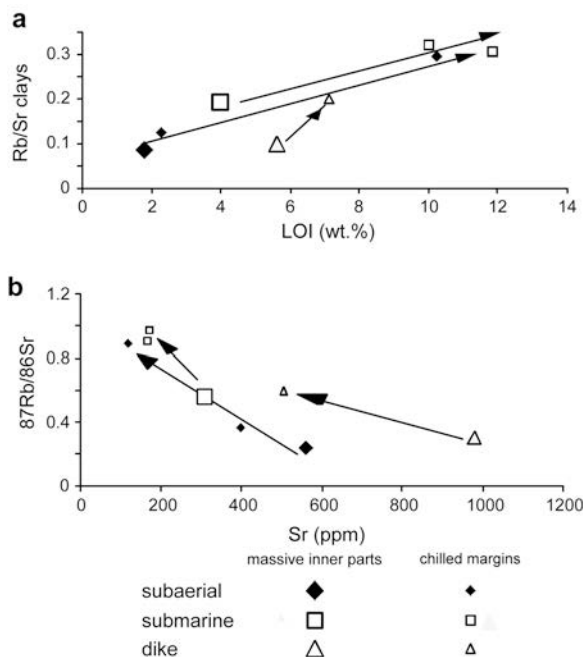 a
Rb/Sr clays
0.3
0.2
0.1
0
0 2 4 6 8 10 12 14
LOI (wt.%)
b
87Rb/86Sr
1.2
0.8
0.4
0
0 200 400 600 800 1000 1200
Sr (ppm)
massive inner parts chilled margins
subaerial
submarine
dike